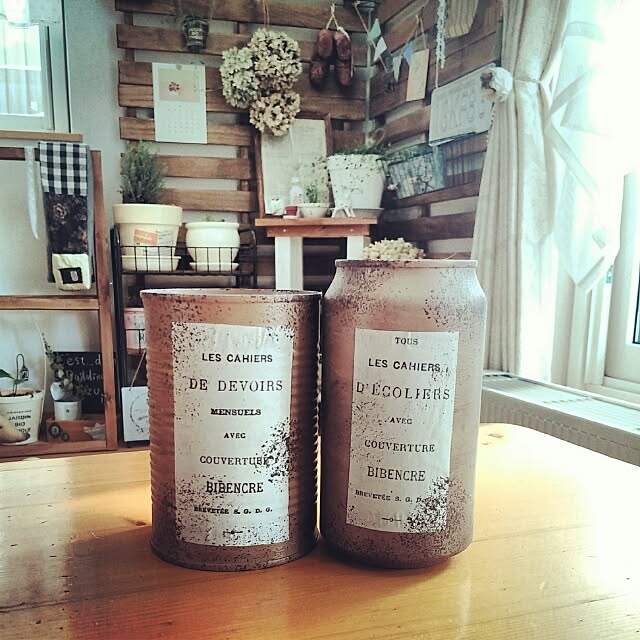 LES CAHIERS
DE DEVOIRS
MENSUELS
AVEC
COUVERTURE
BIBENCRE
BREVETÉE S. G. D. G.
TOUS
LES CAHIERS
D'ÉCOLIERS
AVEC
COUVERTURE
BIBENCRE
BREVETÉE S. G. D. G.